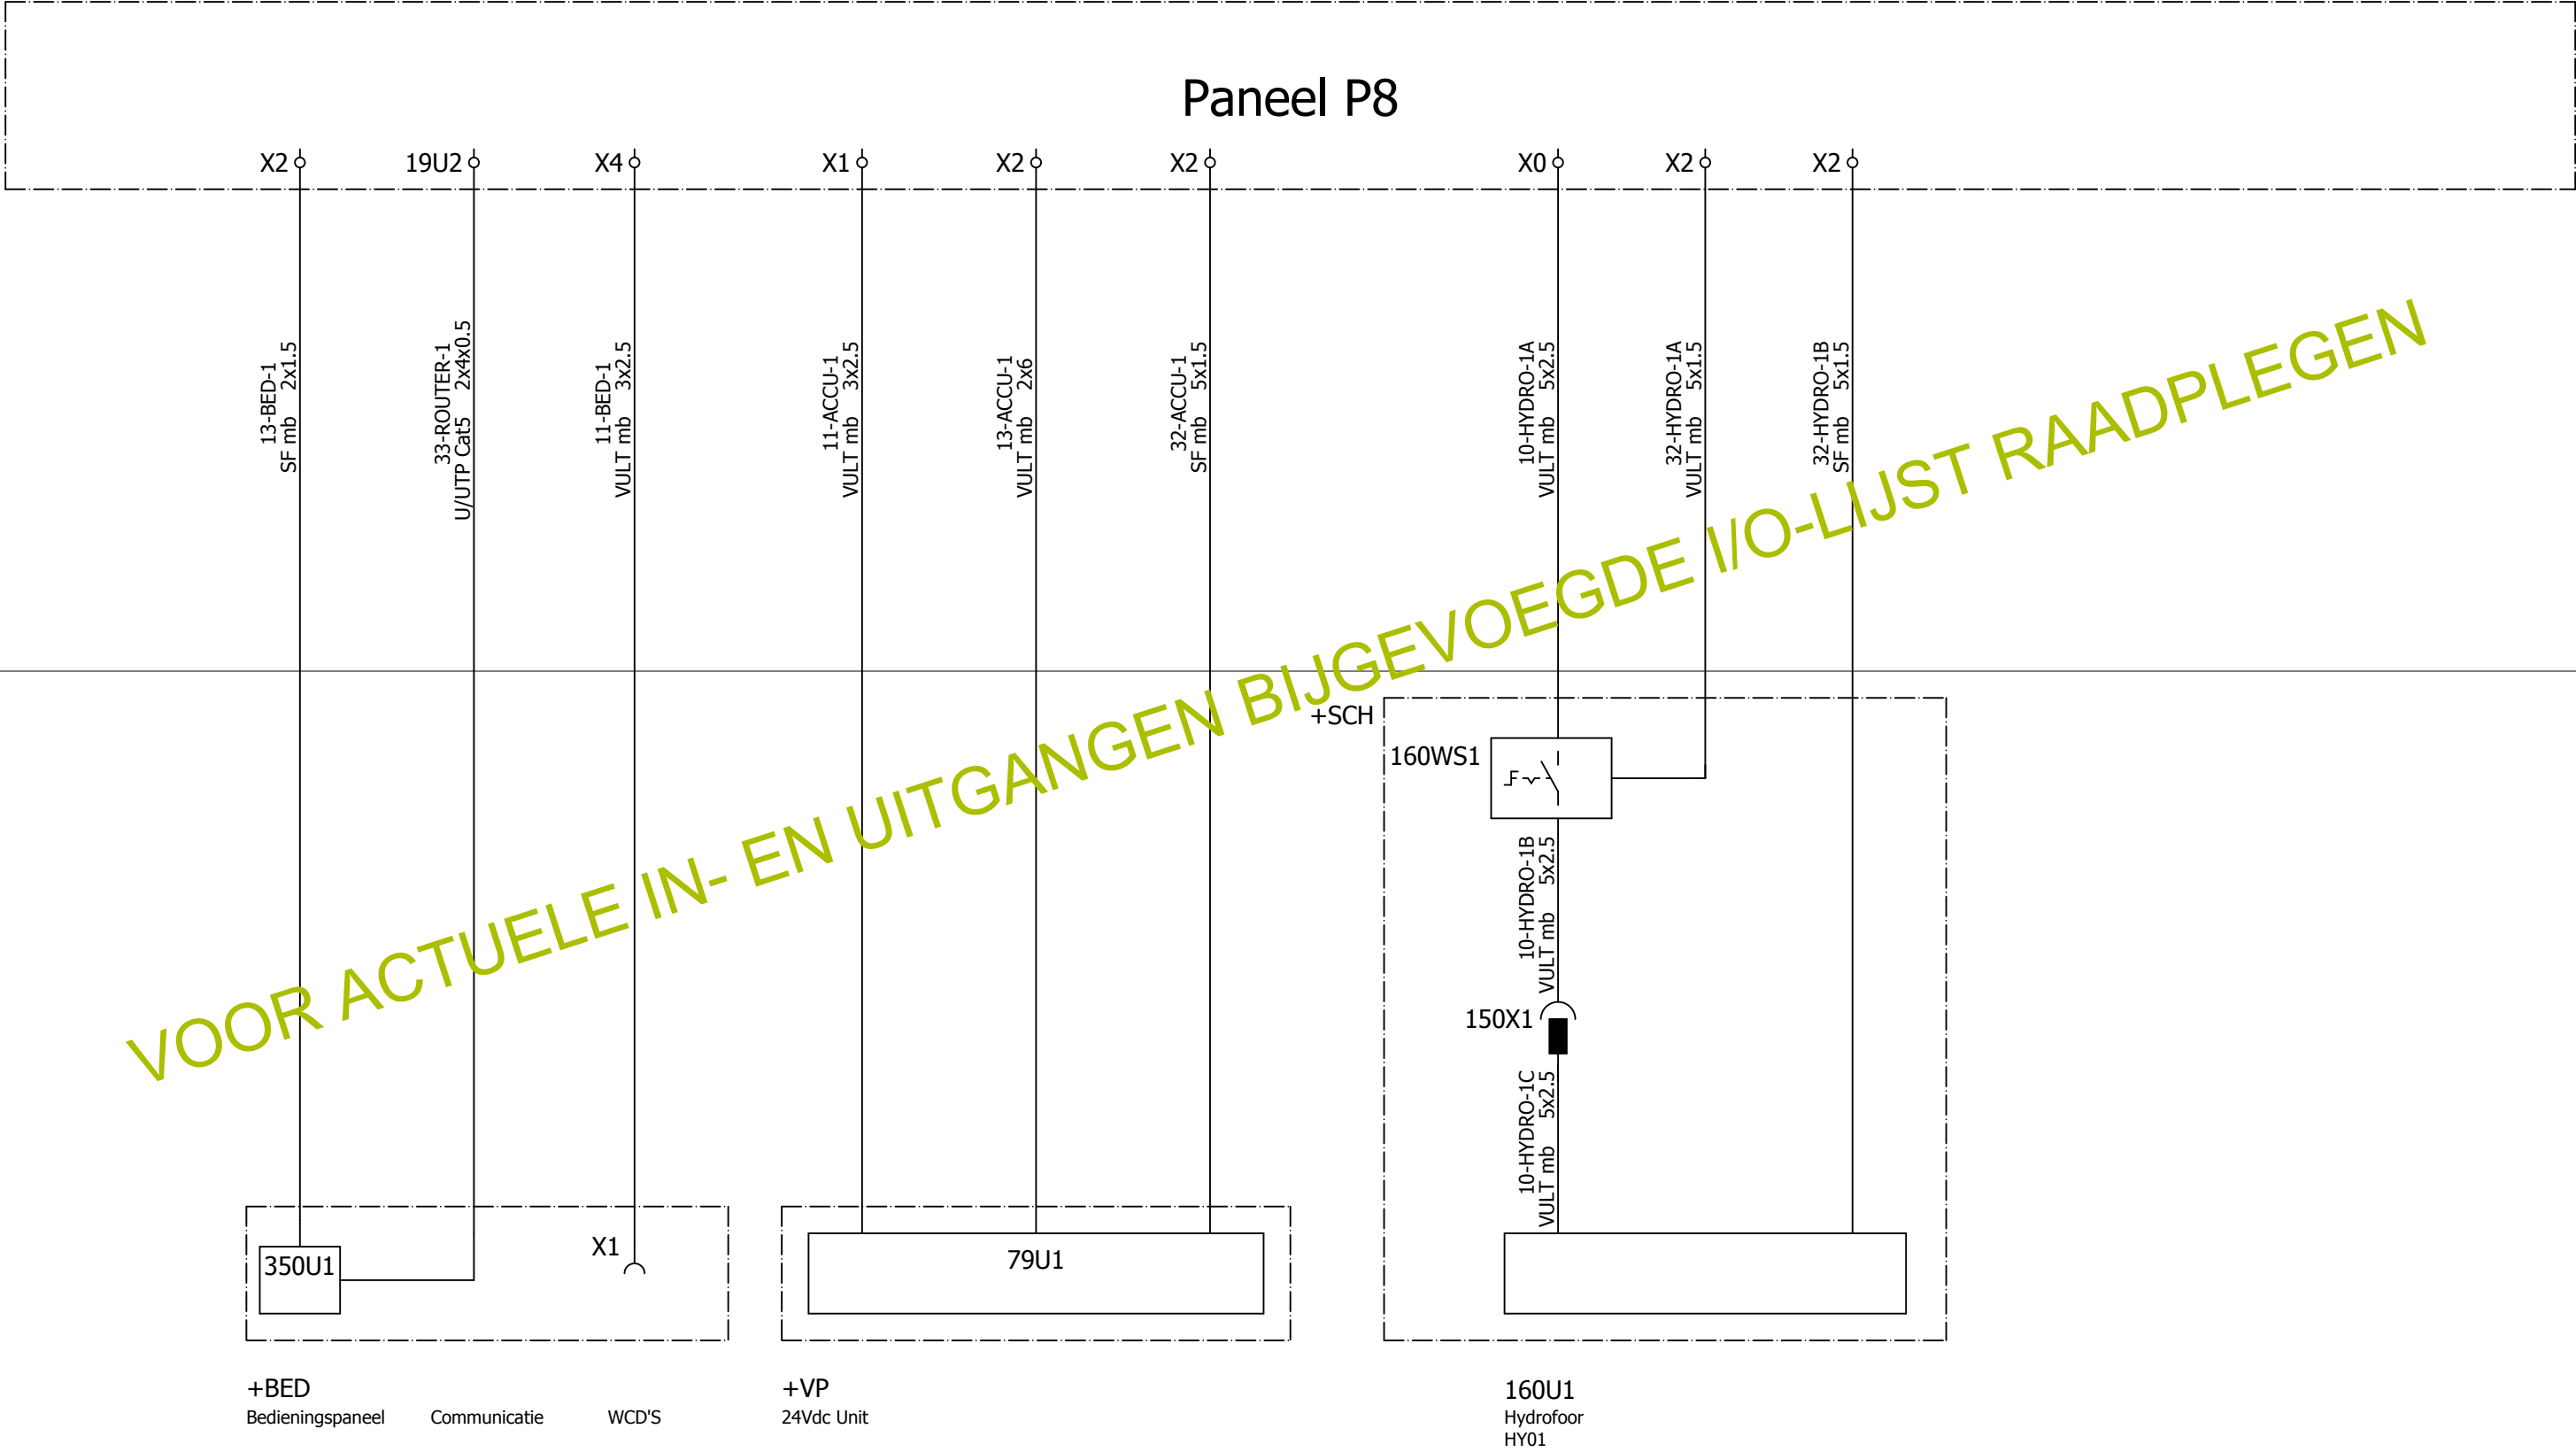 Paneel P8
X2
19U2
X4
X1
X2
X2
X0
X2
X2
13-BED-1
SF mb 2x1.5
33-ROUTER-1
U/UTP Cat5 2x4x0.5
11-BED-1
VULT mb 3x2.5
11-ACCU-1
VULT mb 3x2.5
13-ACCU-1
VULT mb 2x6
32-ACCU-1
SF mb 5x1.5
10-HYDRO-1A
VULT mb 5x2.5
32-HYDRO-1A
VULT mb 5x1.5
32-HYDRO-1B
SF mb 5x1.5
VOOR ACTUELE IN- EN UITGANGEN BIJGEVOEGDE I/O-LIJST RAADPLEGEN
+SCH
160WS1
10-HYDRO-1B
VULT mb 5x2.5
150X1
10-HYDRO-1C
VULT mb 5x2.5
350U1
X1
79U1
+BED
Bedieningspaneel
Communicatie
WCD'S
+VP
24Vdc Unit
160U1
Hydrofoor
HY01